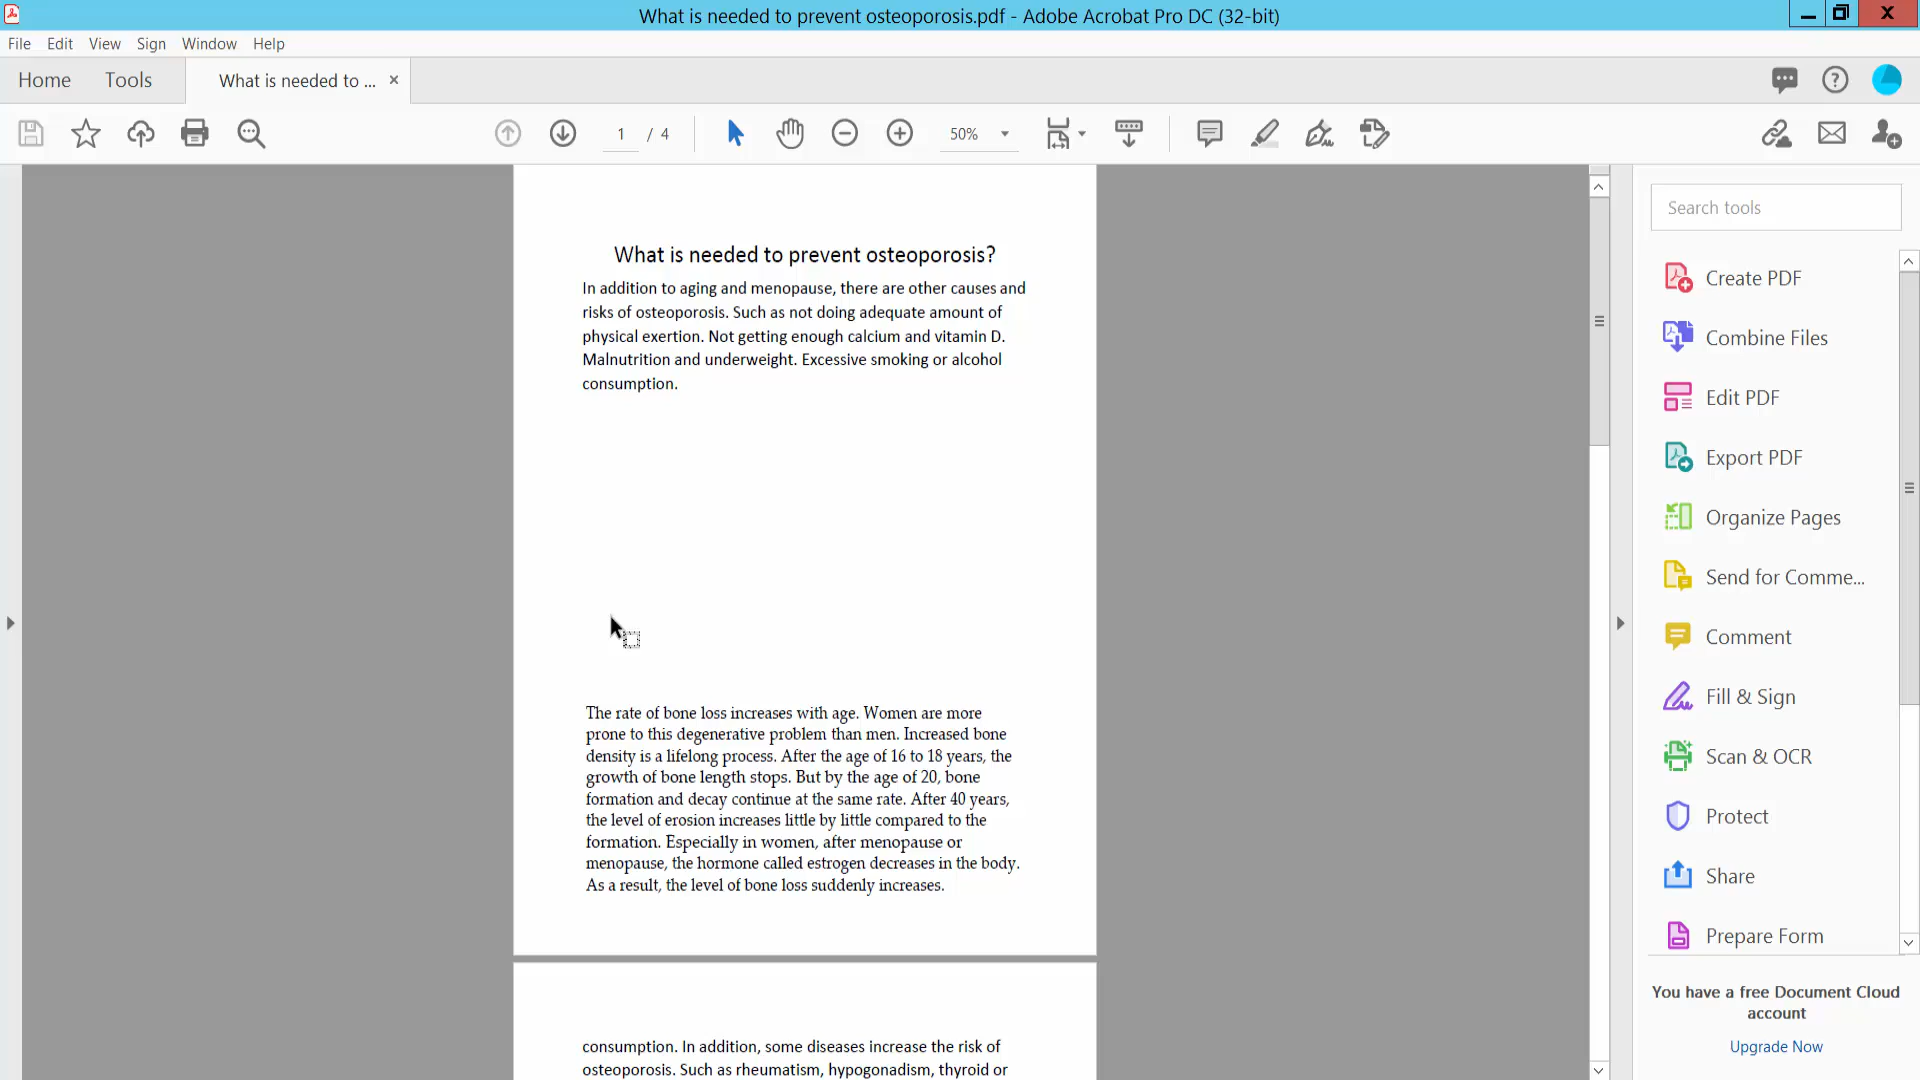 What is needed to prevent osteoporosis.pdf - Adobe Acrobat Pro DC (32-bit)
File Edit View Sign Window Help
Home Tools What is needed to ... ×
1 / 4 50%
What is needed to prevent osteoporosis?
In addition to aging and menopause, there are other causes and
risks of osteoporosis. Such as not doing adequate amount of
physical exertion. Not getting enough calcium and vitamin D.
Malnutrition and underweight. Excessive smoking or alcohol
consumption.
The rate of bone loss increases with age. Women are more
prone to this degenerative problem than men. Increased bone
density is a lifelong process. After the age of 16 to 18 years, the
growth of bone length stops. But by the age of 20, bone
formation and decay continue at the same rate. After 40 years,
the level of erosion increases little by little compared to the
formation. Especially in women, after menopause or
menopause, the hormone called estrogen decreases in the body.
As a result, the level of bone loss suddenly increases.
consumption. In addition, some diseases increase the risk of
osteoporosis. Such as rheumatism, hypogonadism, thyroid or
Search tools
Create PDF
Combine Files
Edit PDF
Export PDF
Organize Pages
Send for Comme...
Comment
Fill & Sign
Scan & OCR
Protect
Share
Prepare Form
You have a free Document Cloud
account
Upgrade Now